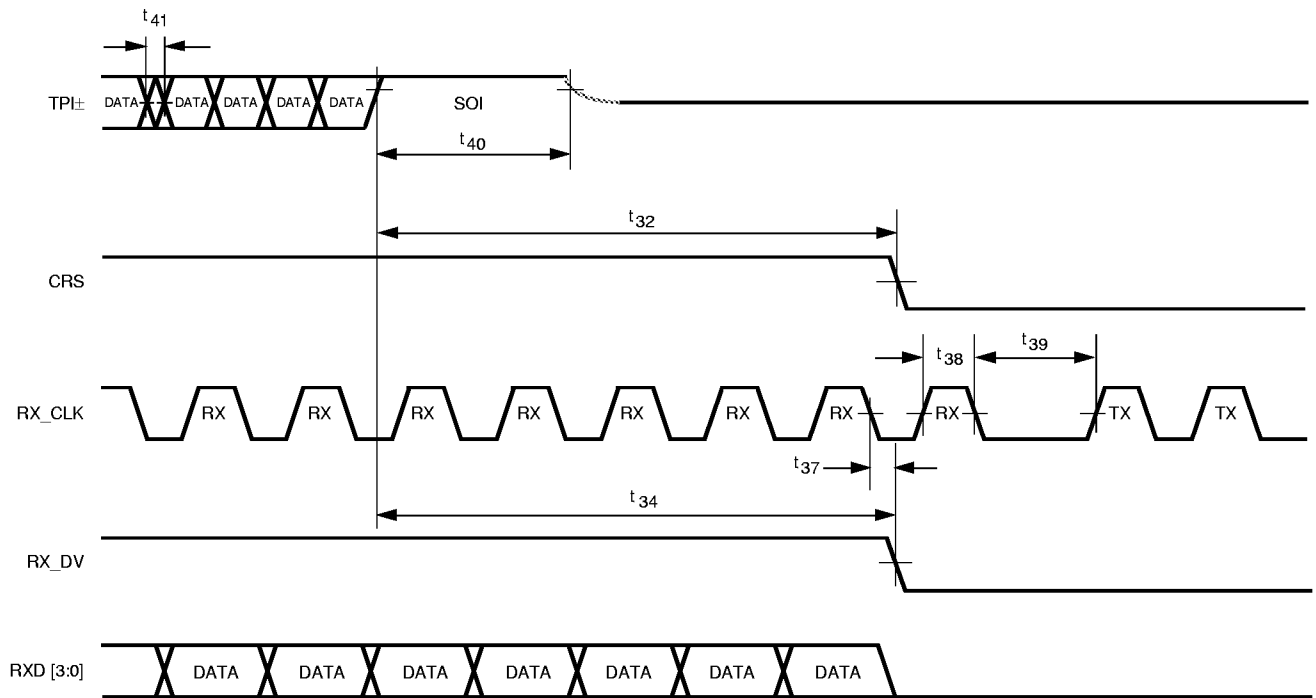 t41
TPI± DATA DATA DATA DATA DATA SOI
t40
t32
CRS
t38 t39
RX_CLK RX RX RX RX RX RX RX RX TX TX
t37
t34
RX_DV
RXD [3:0] DATA DATA DATA DATA DATA DATA DATA